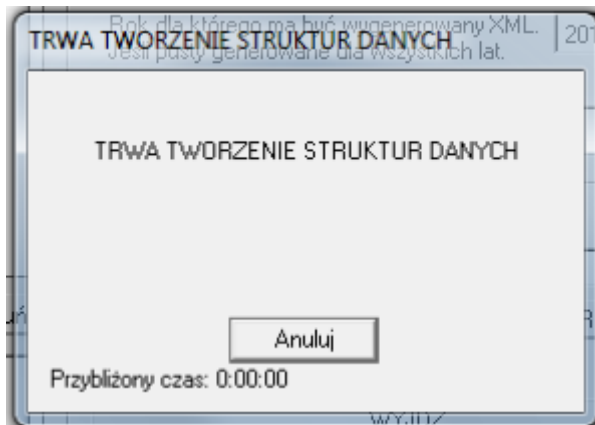 Rok, dla którego ma być wygenerowany XML.
TRWA TWORZENIE STRUKTUR DANYCH
Jeśli pusty generowane dla wszystkich lat.
TRWA TWORZENIE STRUKTUR DANYCH
Anuluj
Przybliżony czas: 0:00:00
WYJDŹ